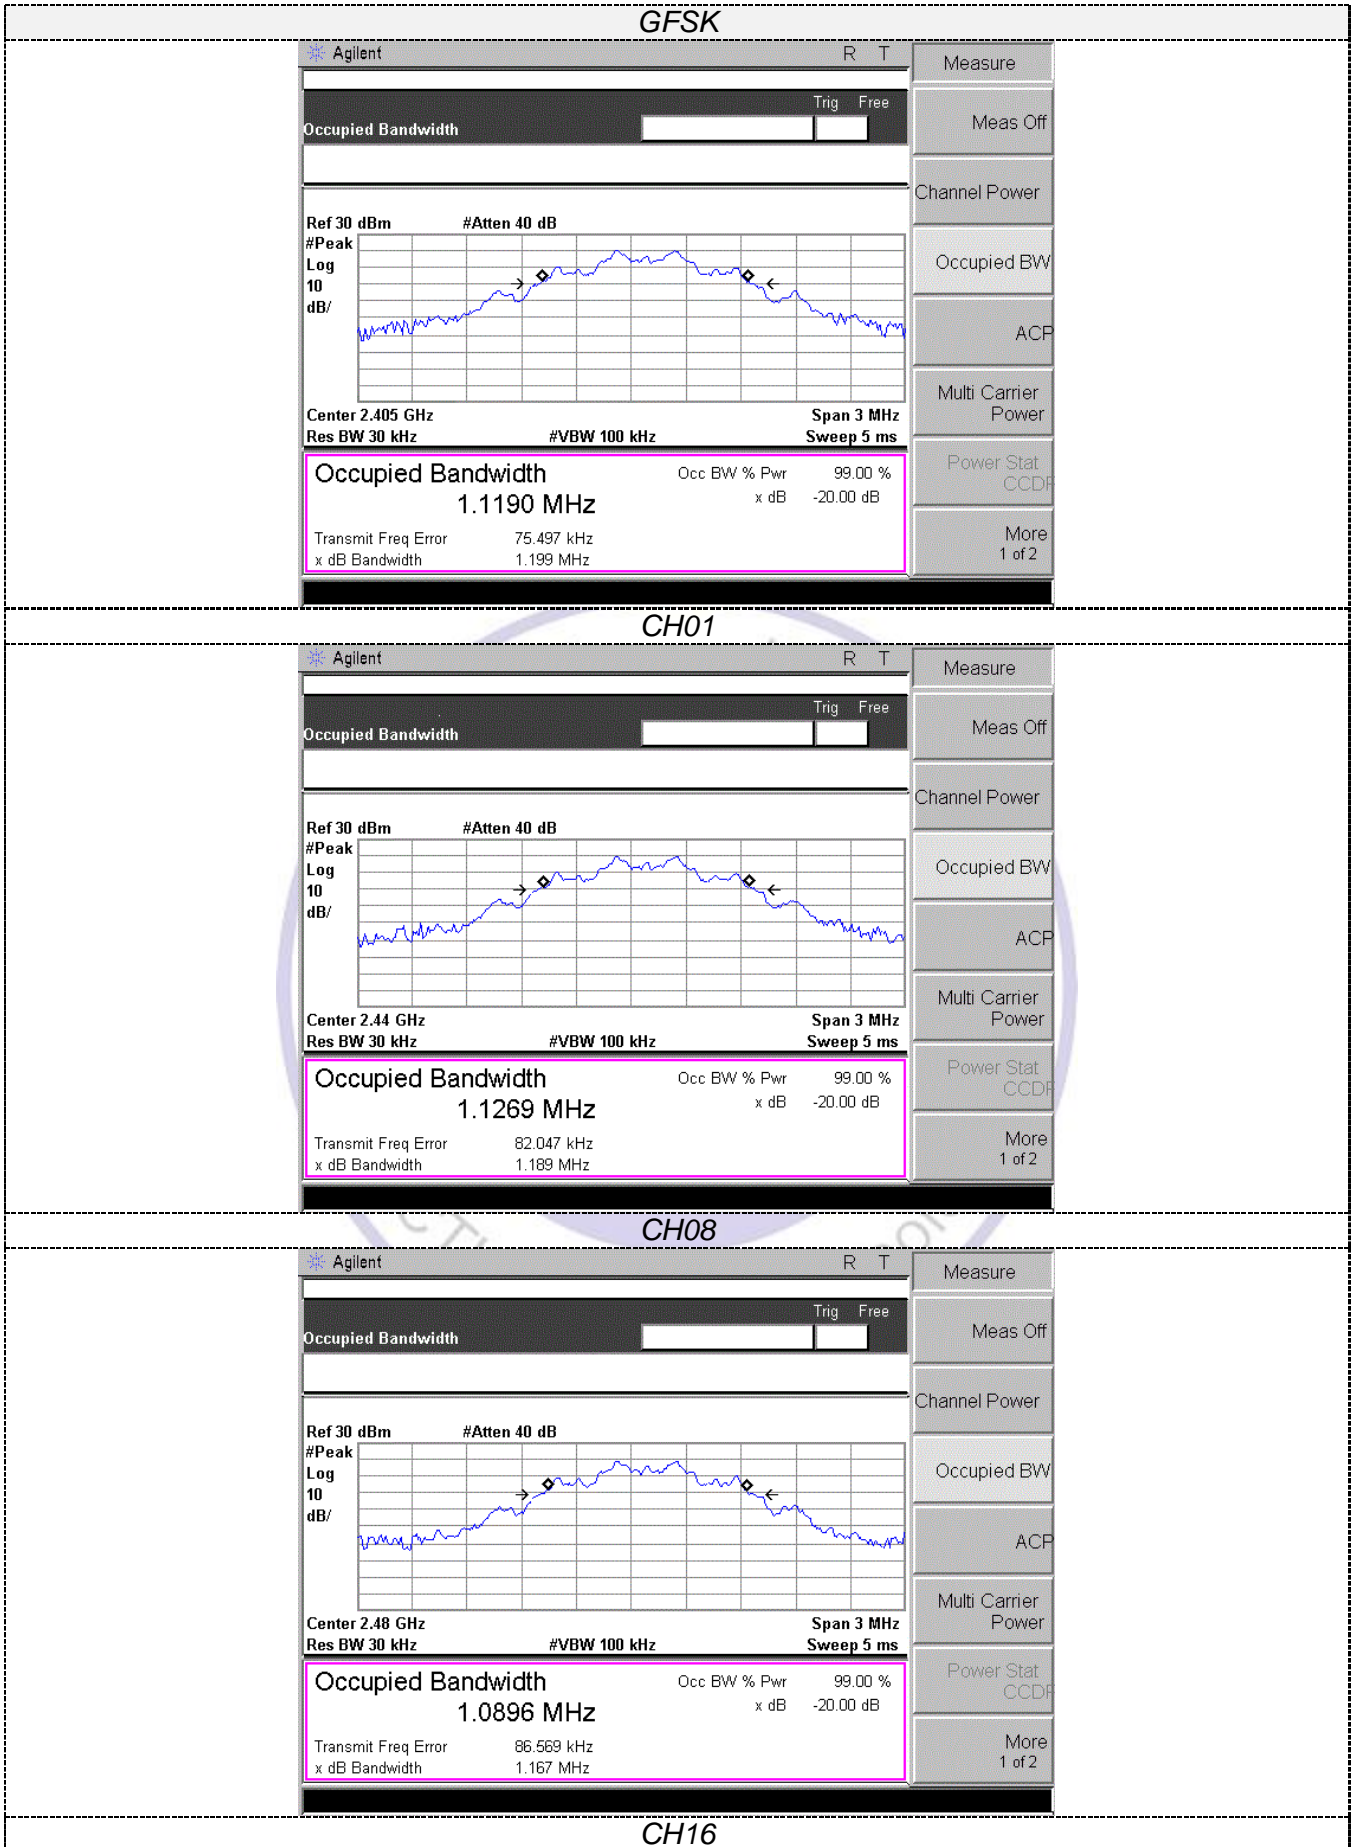 GFSK
Agilent R T
Measure
Trig Free
Occupied Bandwidth
Meas Off
Channel Power
Ref 30 dBm #Atten 40 dB
#Peak
Log
10
dB/
Occupied BW
ACP
Multi Carrier
Power
Center 2.405 GHz Span 3 MHz
Res BW 30 kHz #VBW 100 kHz Sweep 5 ms
Occupied Bandwidth Occ BW % Pwr 99.00 %
1.1190 MHz x dB -20.00 dB
Transmit Freq Error 75.497 kHz
x dB Bandwidth 1.199 MHz
Power Stat
CCDF
More
1 of 2
CH01
Agilent R T
Measure
Trig Free
Occupied Bandwidth
Meas Off
Channel Power
Ref 30 dBm #Atten 40 dB
#Peak
Log
10
dB/
Occupied BW
ACP
Multi Carrier
Power
Center 2.44 GHz Span 3 MHz
Res BW 30 kHz #VBW 100 kHz Sweep 5 ms
Occupied Bandwidth Occ BW % Pwr 99.00 %
1.1269 MHz x dB -20.00 dB
Transmit Freq Error 82.047 kHz
x dB Bandwidth 1.189 MHz
Power Stat
CCDF
More
1 of 2
CH08
Agilent R T
Measure
Trig Free
Occupied Bandwidth
Meas Off
Channel Power
Ref 30 dBm #Atten 40 dB
#Peak
Log
10
dB/
Occupied BW
ACP
Multi Carrier
Power
Center 2.48 GHz Span 3 MHz
Res BW 30 kHz #VBW 100 kHz Sweep 5 ms
Occupied Bandwidth Occ BW % Pwr 99.00 %
1.0896 MHz x dB -20.00 dB
Transmit Freq Error 86.569 kHz
x dB Bandwidth 1.167 MHz
Power Stat
CCDF
More
1 of 2
CH16